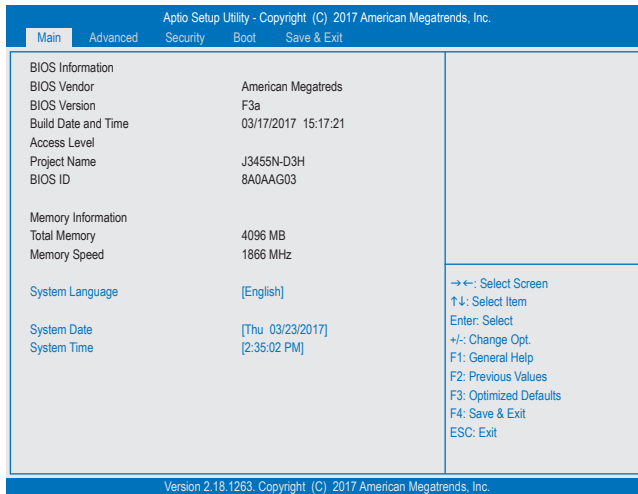 Aptio Setup Utility - Copyright (C) 2017 American Megatrends, Inc.
Main Advanced Security Boot Save & Exit
BIOS Information
BIOS Vendor American Megatreds
BIOS Version F3a
Build Date and Time 03/17/2017 15:17:21
Access Level
Project Name J3455N-D3H
BIOS ID 8A0AAG03
Memory Information
Total Memory 4096 MB
Memory Speed 1866 MHz
System Language [English]
System Date [Thu 03/23/2017]
System Time [2:35:02 PM]
→←: Select Screen
↑↓: Select Item
Enter: Select
+/-: Change Opt.
F1: General Help
F2: Previous Values
F3: Optimized Defaults
F4: Save & Exit
ESC: Exit
Version 2.18.1263. Copyright (C) 2017 American Megatrends, Inc.